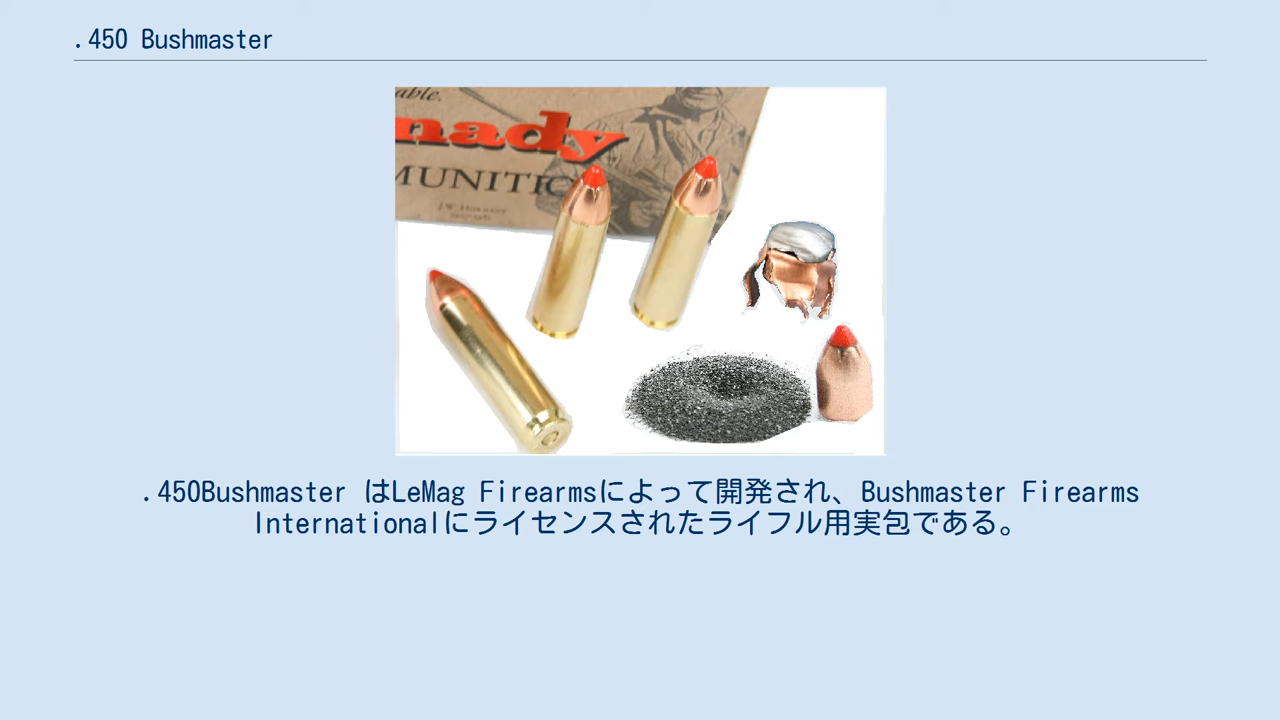 .450 Bushmaster
able.
nady
MUNITIO
.450Bushmaster はLeMag Firearmsによって開発され、Bushmaster Firearms
Internationalにライセンスされたライフル用実包である。